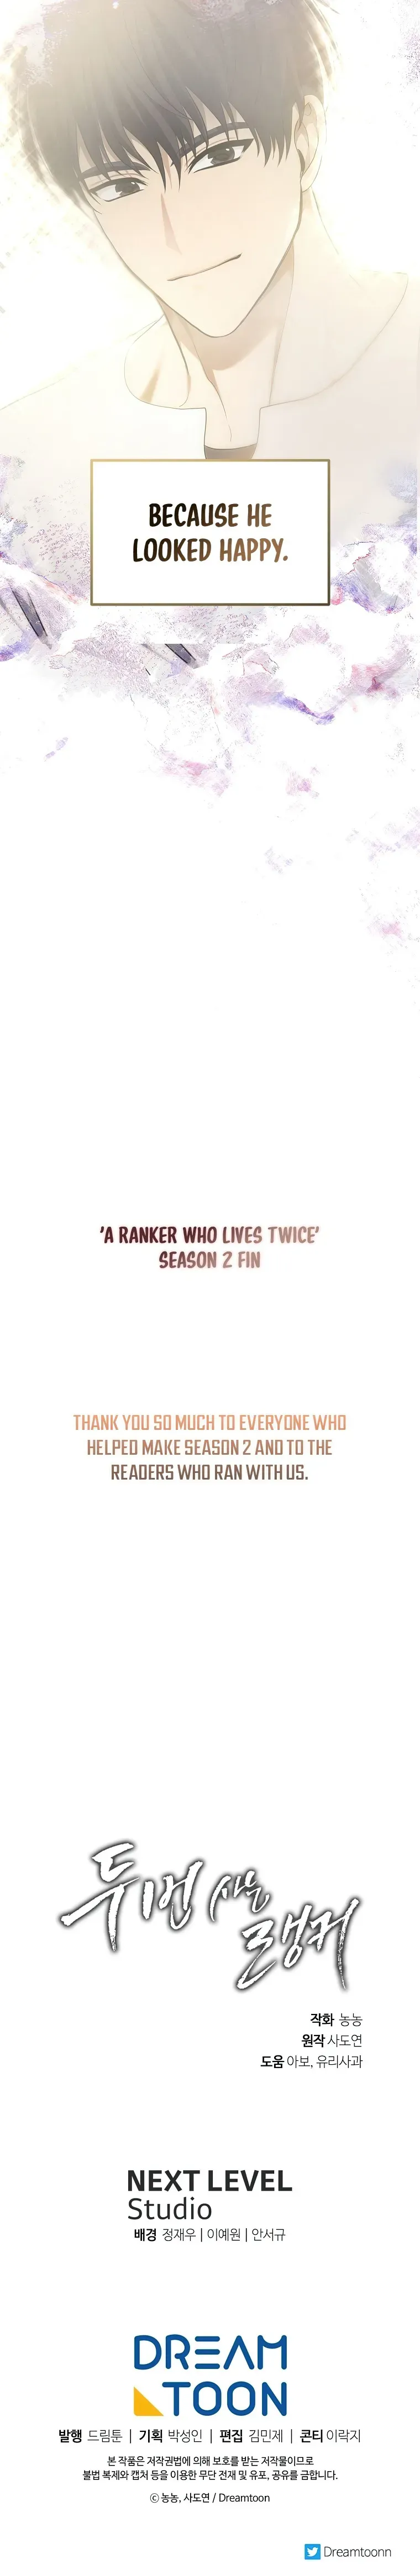 BECAUSE HE
LOOKED HAPPY.
'A RANKER WHO LIVES TWICE'
SEASON 2 FIN
THANK YOU SO MUCH TO EVERYONE WHO
HELPED MAKE SEASON 2 AND TO THE
READERS WHO RAN WITH US.
두번 사는
랭커
작화 농농
원작 사도연
도움 아보, 유리사과
NEXT LEVEL
Studio
배경 정재우 | 이예원 | 안서규
DREAM
TOON
발행 드림툰 | 기획 박성인 | 편집 김민제 | 콘티 이락지
본 작품은 저작권법에 의해 보호를 받는 저작물이므로
불법 복제와 캡처 등을 이용한 무단 전재 및 유포, 공유를 금합니다.
ⓒ 농농, 사도연 / Dreamtoon
Dreamtoonn